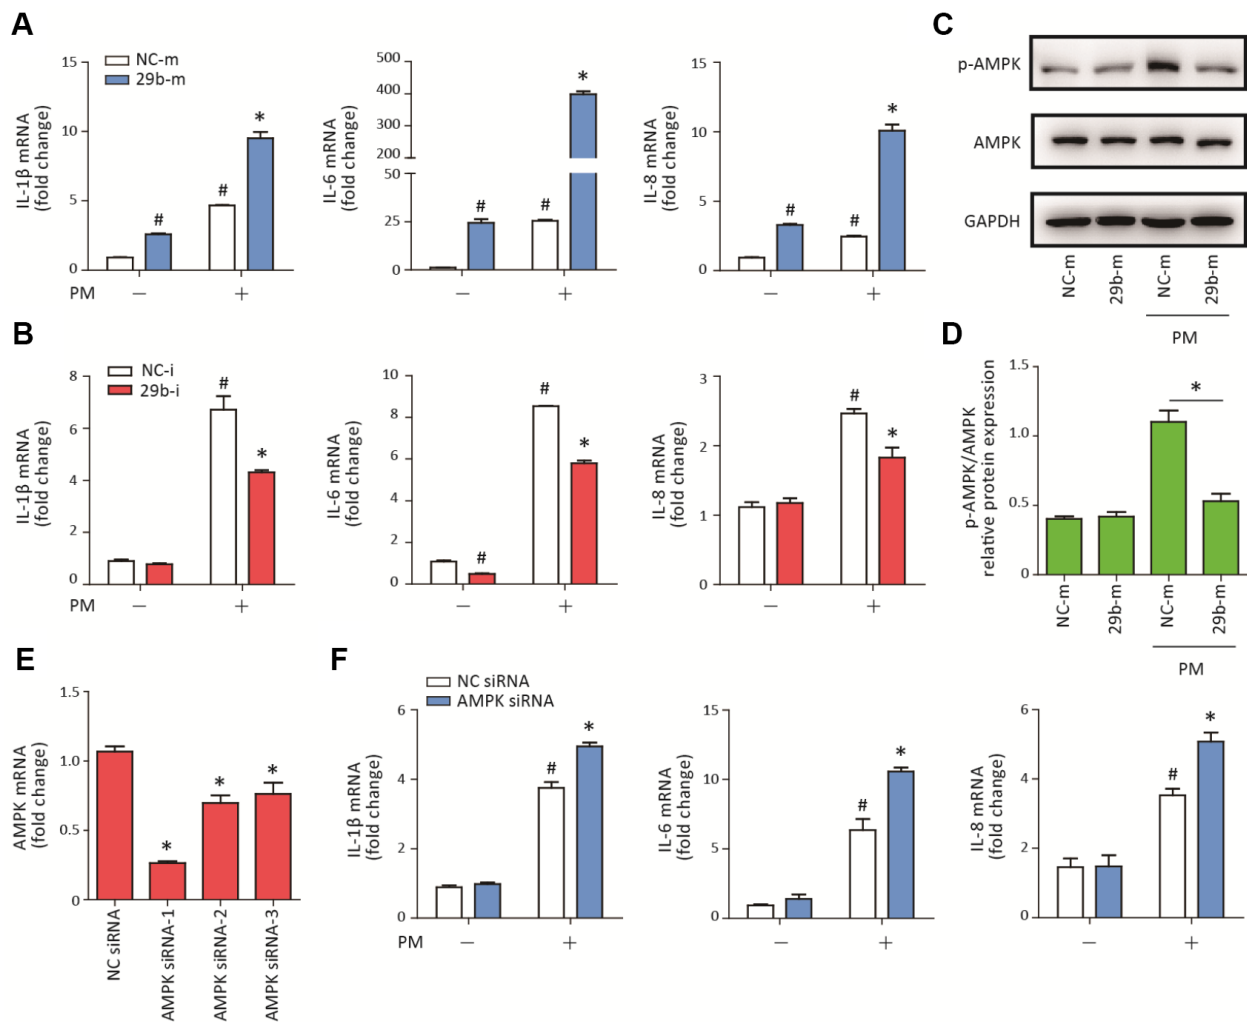 A
NC-m
29b-m
IL-1β mRNA
(fold change)
15
10
5
0
#
#
*
PM
—
+
IL-6 mRNA
(fold change)
500
400
300
200
50
25
0
#
#
*
—
+
IL-8 mRNA
(fold change)
15
10
5
0
#
#
*
—
+
B
NC-i
29b-i
IL-1β mRNA
(fold change)
8
6
4
2
0
#
*
PM
—
+
IL-6 mRNA
(fold change)
10
8
6
4
2
0
#
#
*
—
+
IL-8 mRNA
(fold change)
3
2
1
0
#
*
—
+
C
p-AMPK
AMPK
GAPDH
NC-m
29b-m
NC-m
29b-m
PM
D
p-AMPK/AMPK
relative protein expression
1.5
1.0
0.5
0
*
NC-m
29b-m
NC-m
29b-m
PM
E
AMPK mRNA
(fold change)
1.5
1.0
0.5
0
*
*
*
NC siRNA
AMPK siRNA-1
AMPK siRNA-2
AMPK siRNA-3
F
NC siRNA
AMPK siRNA
IL-1β mRNA
(fold change)
6
4
2
0
#
*
PM
—
+
IL-6 mRNA
(fold change)
15
10
5
0
#
*
—
+
IL-8 mRNA
(fold change)
6
4
2
0
#
*
—
+